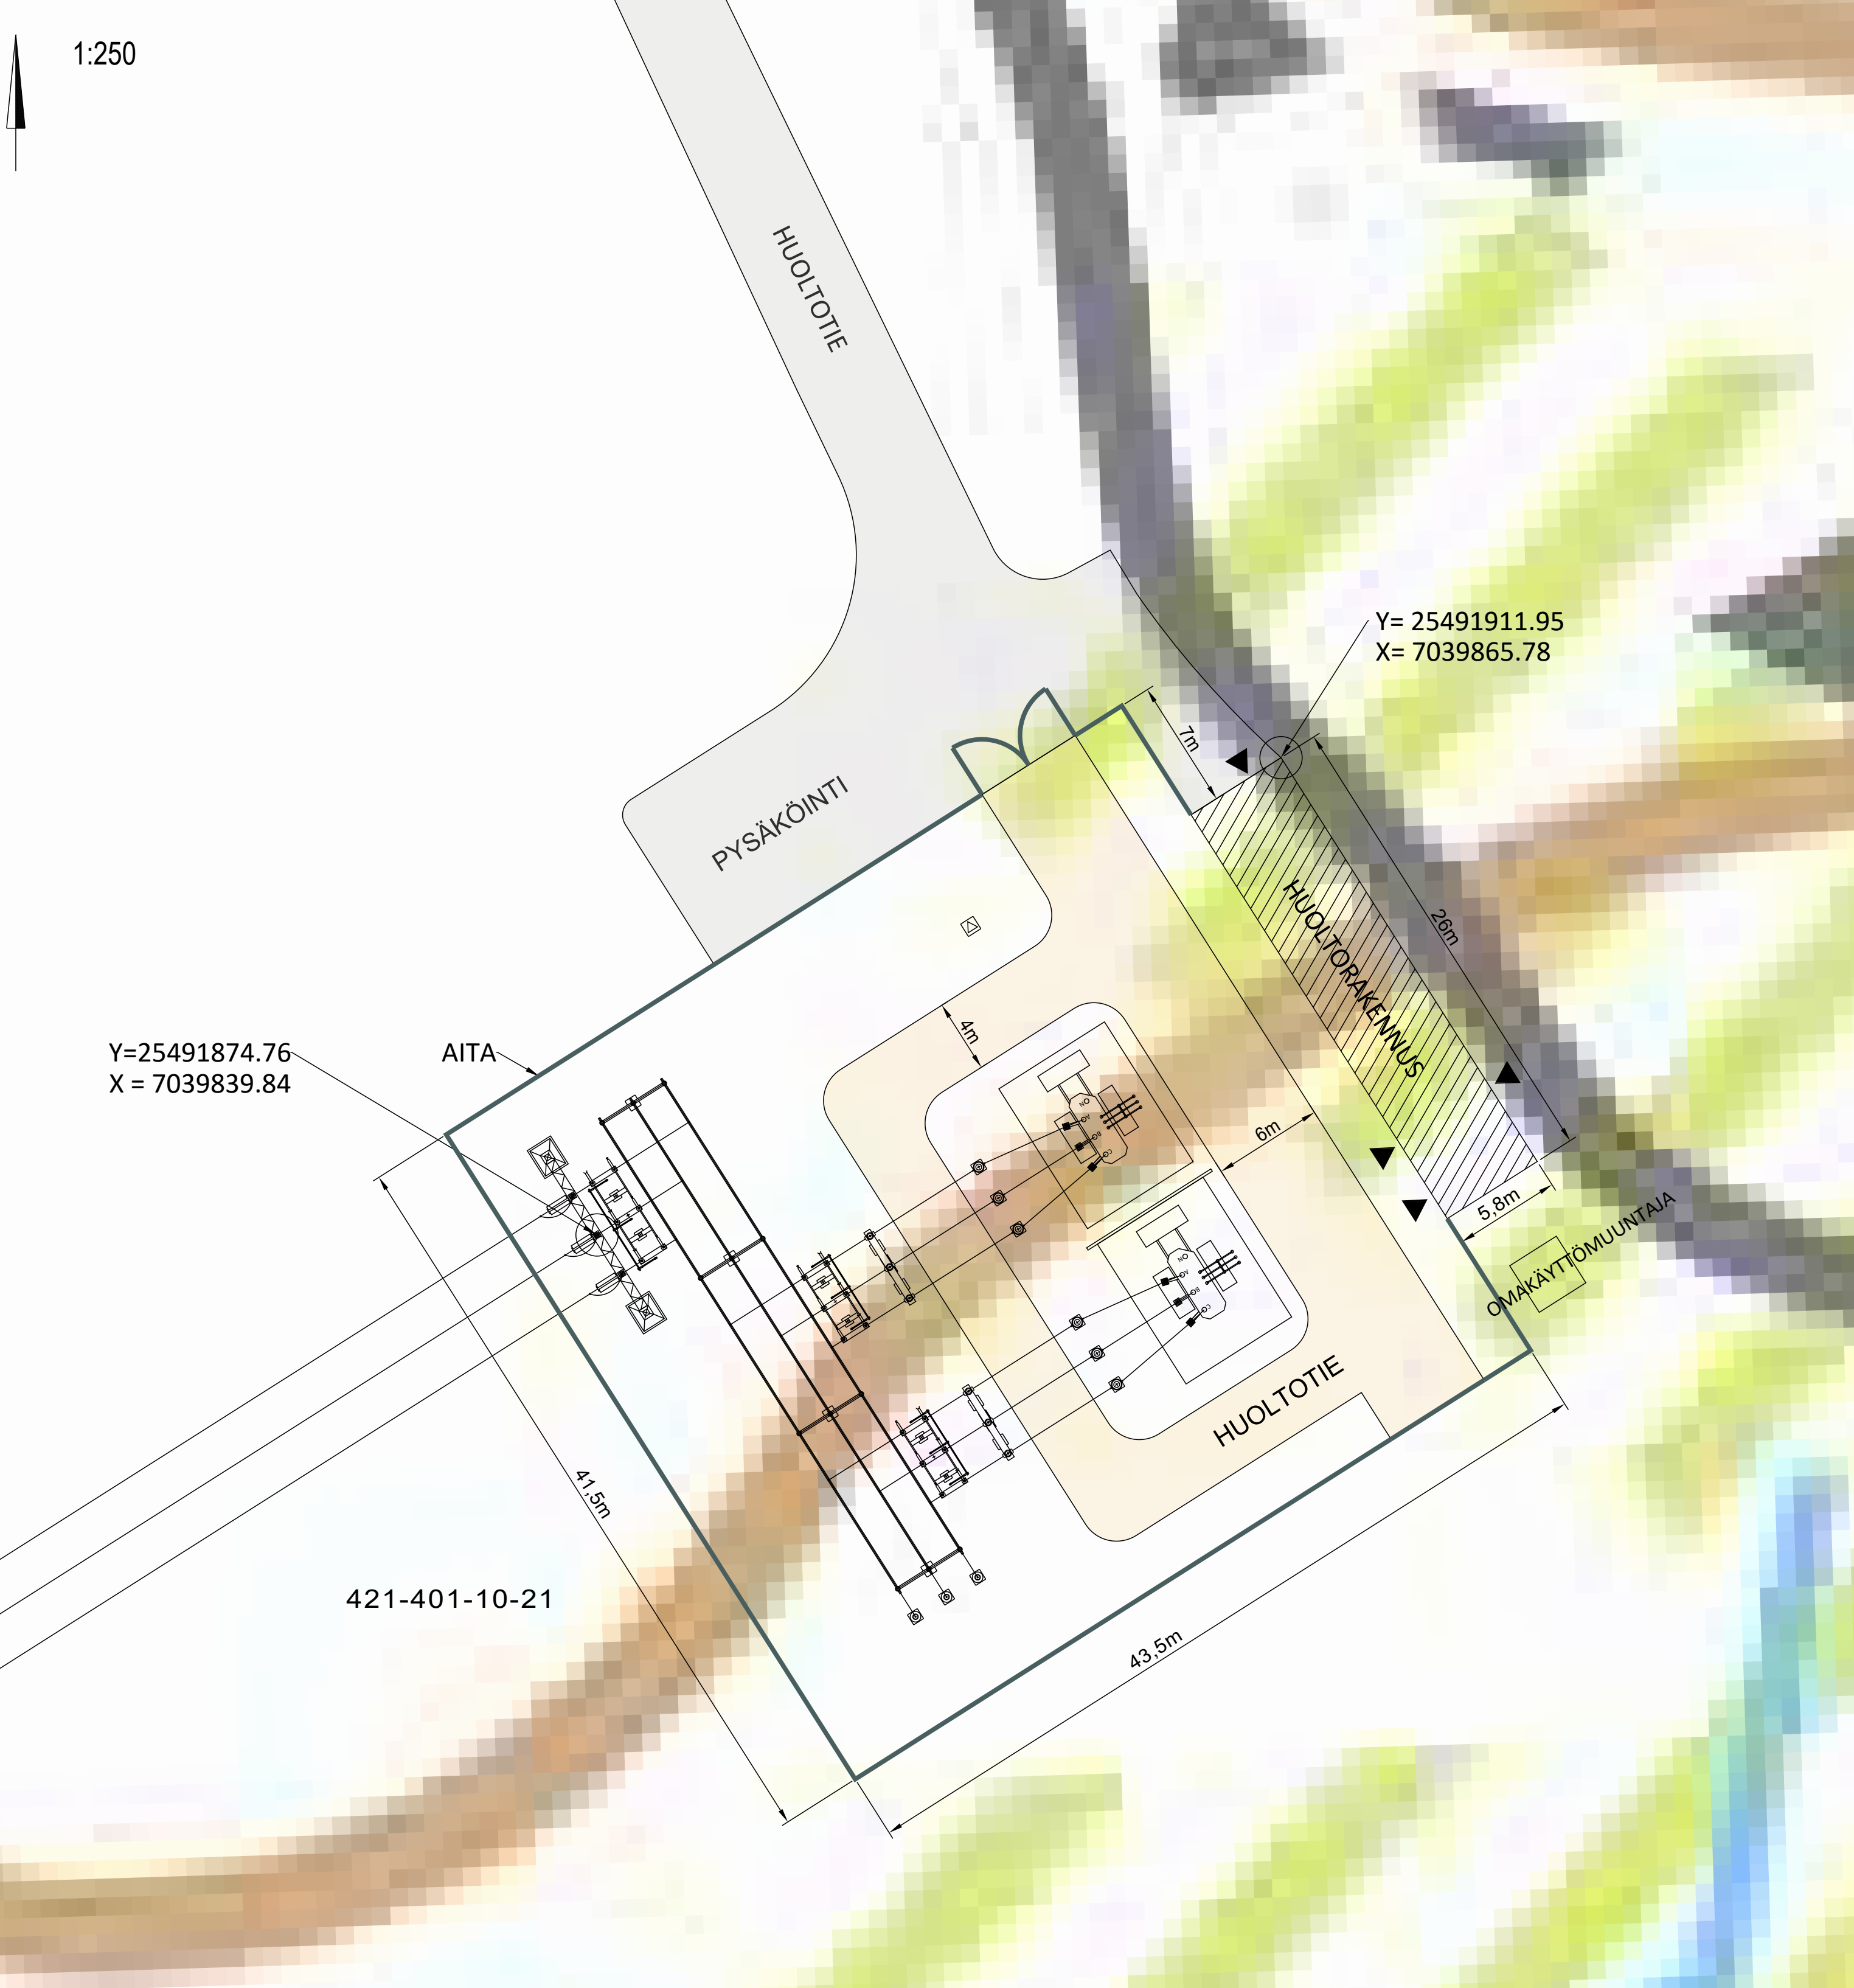 1:250
HUOLTOTIE
Y= 25491911.95
X= 7039865.78
7m
PYSÄKÖINTI
HUOLTORAKENNUS
26m
4m
Y=25491874.76
X = 7039839.84
AITA
6m
5,8m
OMAKÄYTTÖMUUNTAJA
HUOLTOTIE
41,5m
421-401-10-21
43,5m